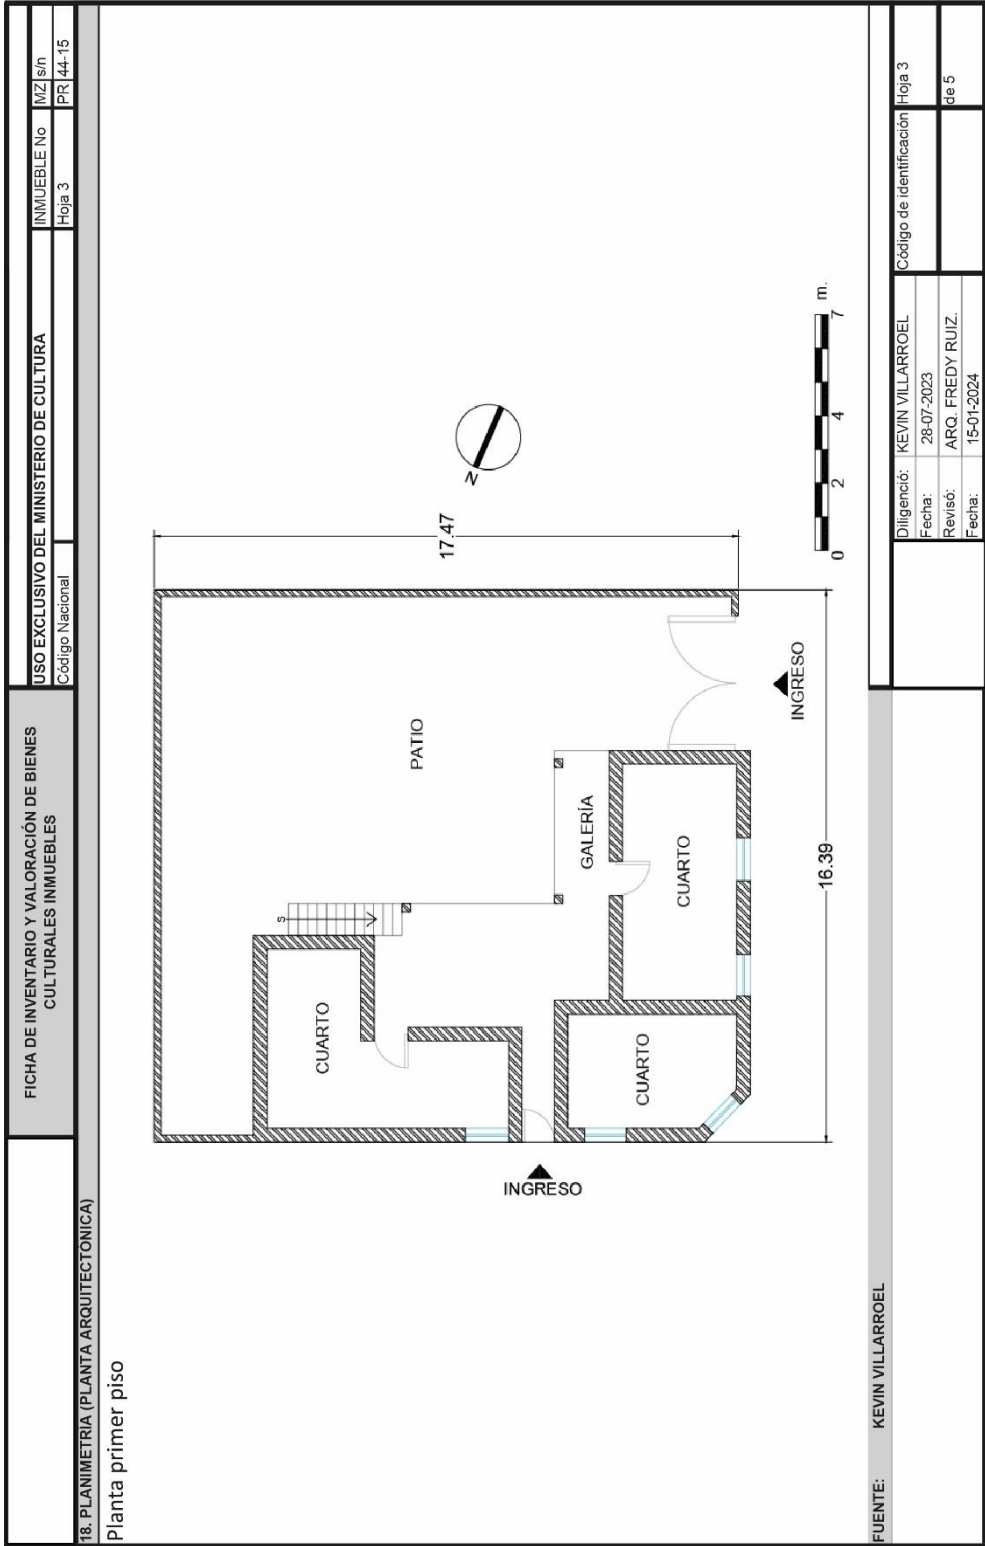 FICHA DE INVENTARIO Y VALORACIÓN DE BIENES
CULTURALES INMUEBLES
USO EXCLUSIVO DEL MINISTERIO DE CULTURA
Código Nacional
INMUEBLE No
MZ s/n
Hoja 3
PR 44-15
18. PLANIMETRIA (PLANTA ARQUITECTÓNICA)
Planta primer piso
17.47
N
PATIO
S
CUARTO
GALERÍA
CUARTO
CUARTO
INGRESO
INGRESO
16.39
0 2 4 7 m.
FUENTE: KEVIN VILLARROEL
Diligenció: KEVIN VILLARROEL
Fecha: 28-07-2023
Revisó: ARQ. FREDY RUIZ.
Fecha: 15-01-2024
Código de identificación
Hoja 3
de 5